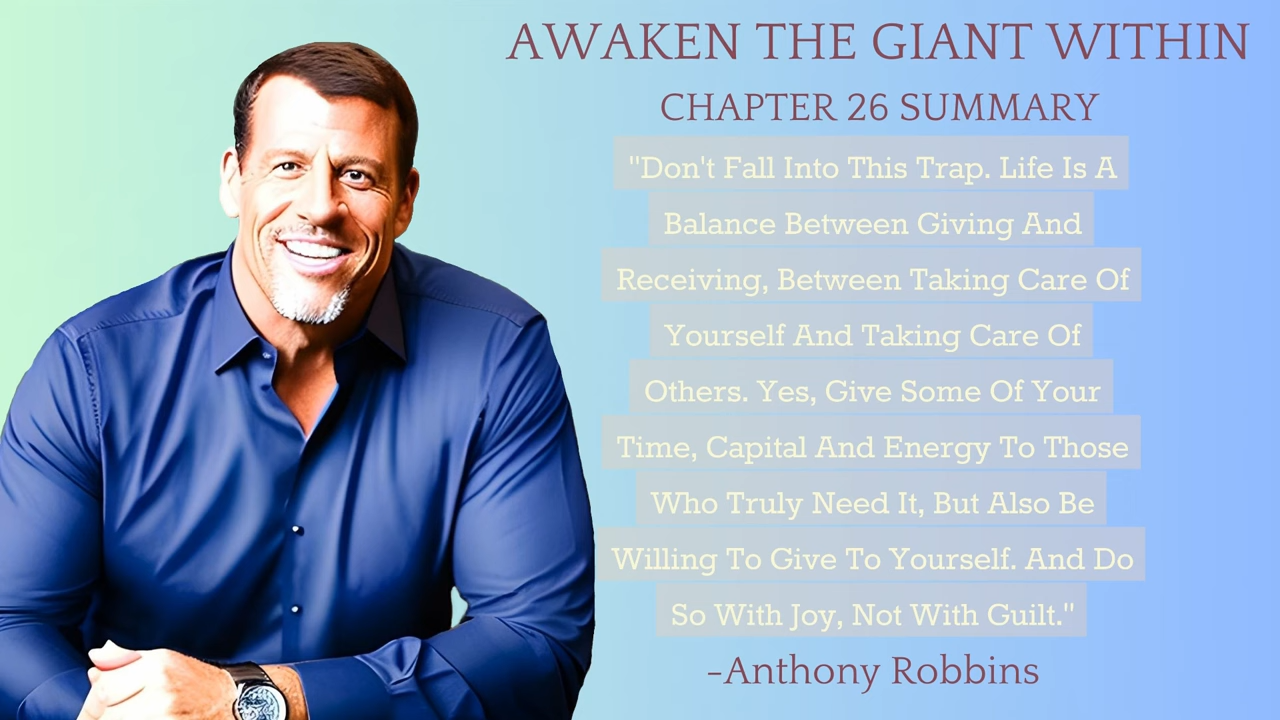 AWAKEN THE GIANT WITHIN
CHAPTER 26 SUMMARY
"Don't Fall Into This Trap. Life Is A
Balance Between Giving And
Receiving, Between Taking Care Of
Yourself And Taking Care Of
Others. Yes, Give Some Of Your
Time, Capital And Energy To Those
Who Truly Need It, But Also Be
Willing To Give To Yourself. And Do
So With Joy, Not With Guilt."
-Anthony Robbins